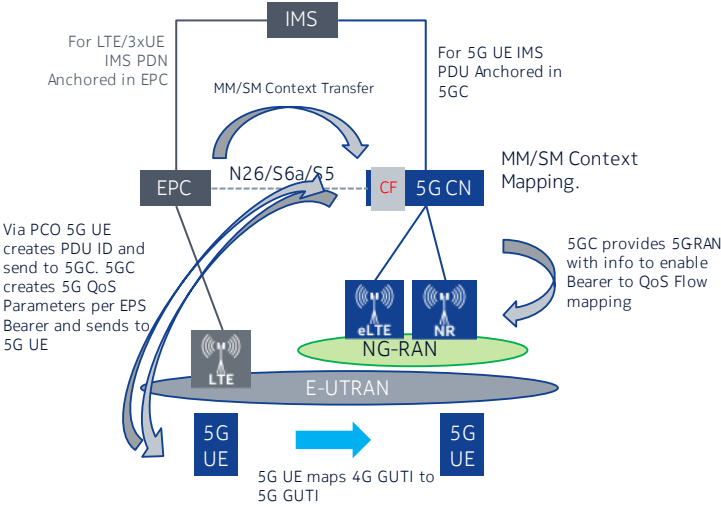 IMS
For LTE/3xUE
IMS PDN
Anchored in EPC
For 5G UE IMS
PDU Anchored in
5GC
MM/SM Context Transfer
N26/S6a/S5
EPC
CF
5G CN
MM/SM Context
Mapping.
Via PCO 5G UE
creates PDU ID and
send to 5GC. 5GC
creates 5G QoS
Parameters per EPS
Bearer and sends to
5G UE
5GC provides 5GRAN
with info to enable
Bearer to QoS Flow
mapping
eLTE
NR
NG-RAN
LTE
E-UTRAN
5G
UE
5G
UE
5G UE maps 4G GUTI to
5G GUTI